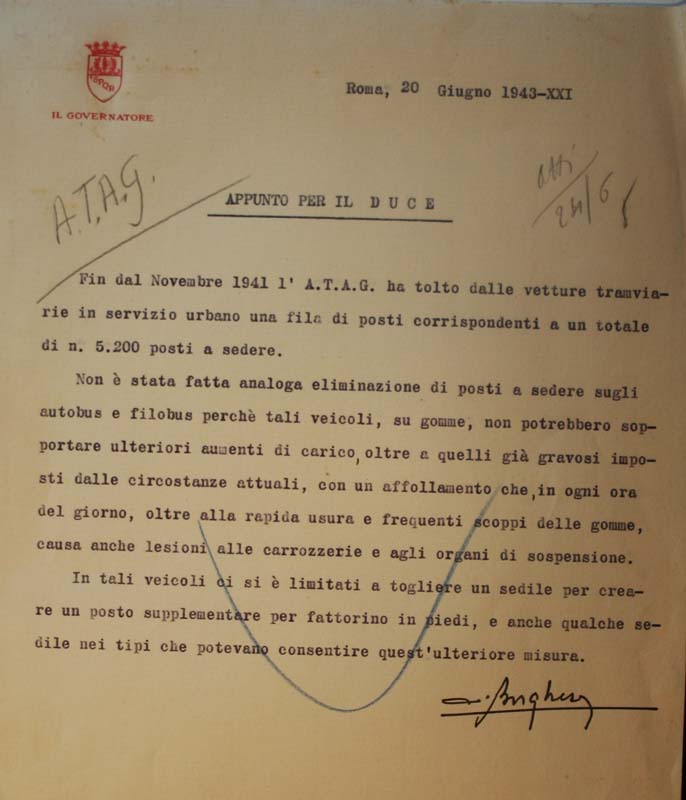 SPQR
IL GOVERNATORE
Roma, 20 Giugno 1943-XXI
A.T.A.G.
atti
24/6
APPUNTO PER IL D U C E
Fin dal Novembre 1941 l' A.T.A.G. ha tolto dalle vetture tramvia-
rie in servizio urbano una fila di posti corrispondenti a un totale
di n. 5.200 posti a sedere.
Non è stata fatta analoga eliminazione di posti a sedere sugli
autobus e filobus perchè tali veicoli, su gomme, non potrebbero sop-
portare ulteriori aumenti di carico, oltre a quelli già gravosi impo-
sti dalle circostanze attuali, con un affollamento che, in ogni ora
del giorno, oltre alla rapida usura e frequenti scoppi delle gomme,
causa anche lesioni alle carrozzerie e agli organi di sospensione.
In tali veicoli ci si è limitati a togliere un sedile per crea-
re un posto supplementare per fattorino in piedi, e anche qualche se-
dile nei tipi che potevano consentire quest'ulteriore misura.
Borghese